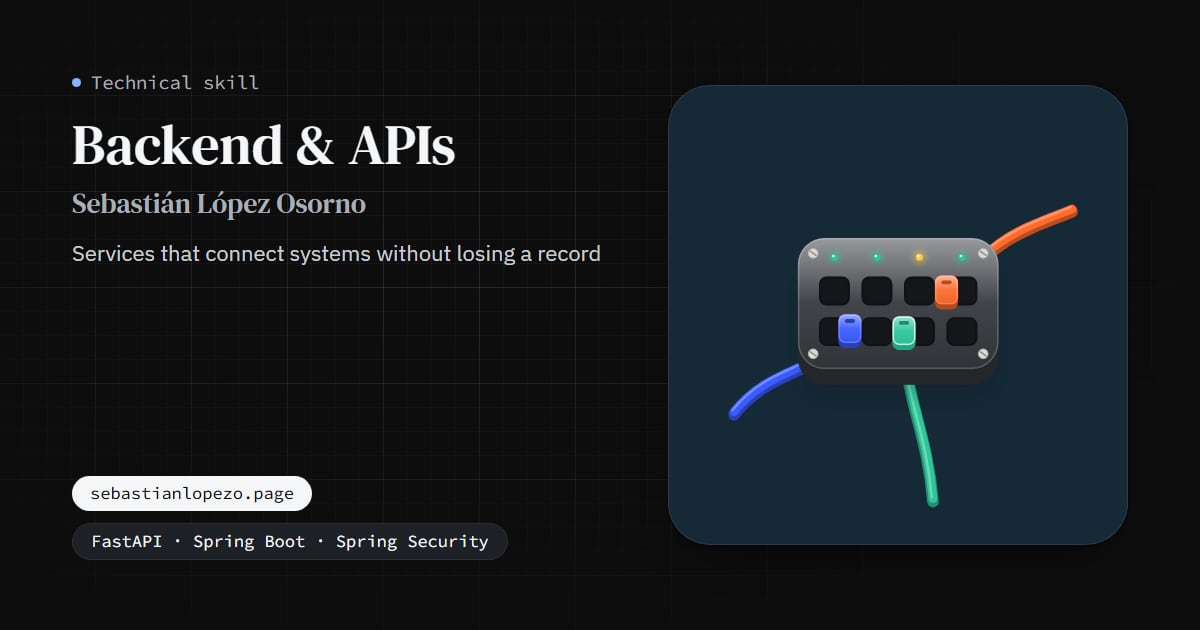 Technical skill
Backend & APIs
Sebastián López Osorno
Services that connect systems without losing a record
sebastianlopezo.page
FastAPI · Spring Boot · Spring Security